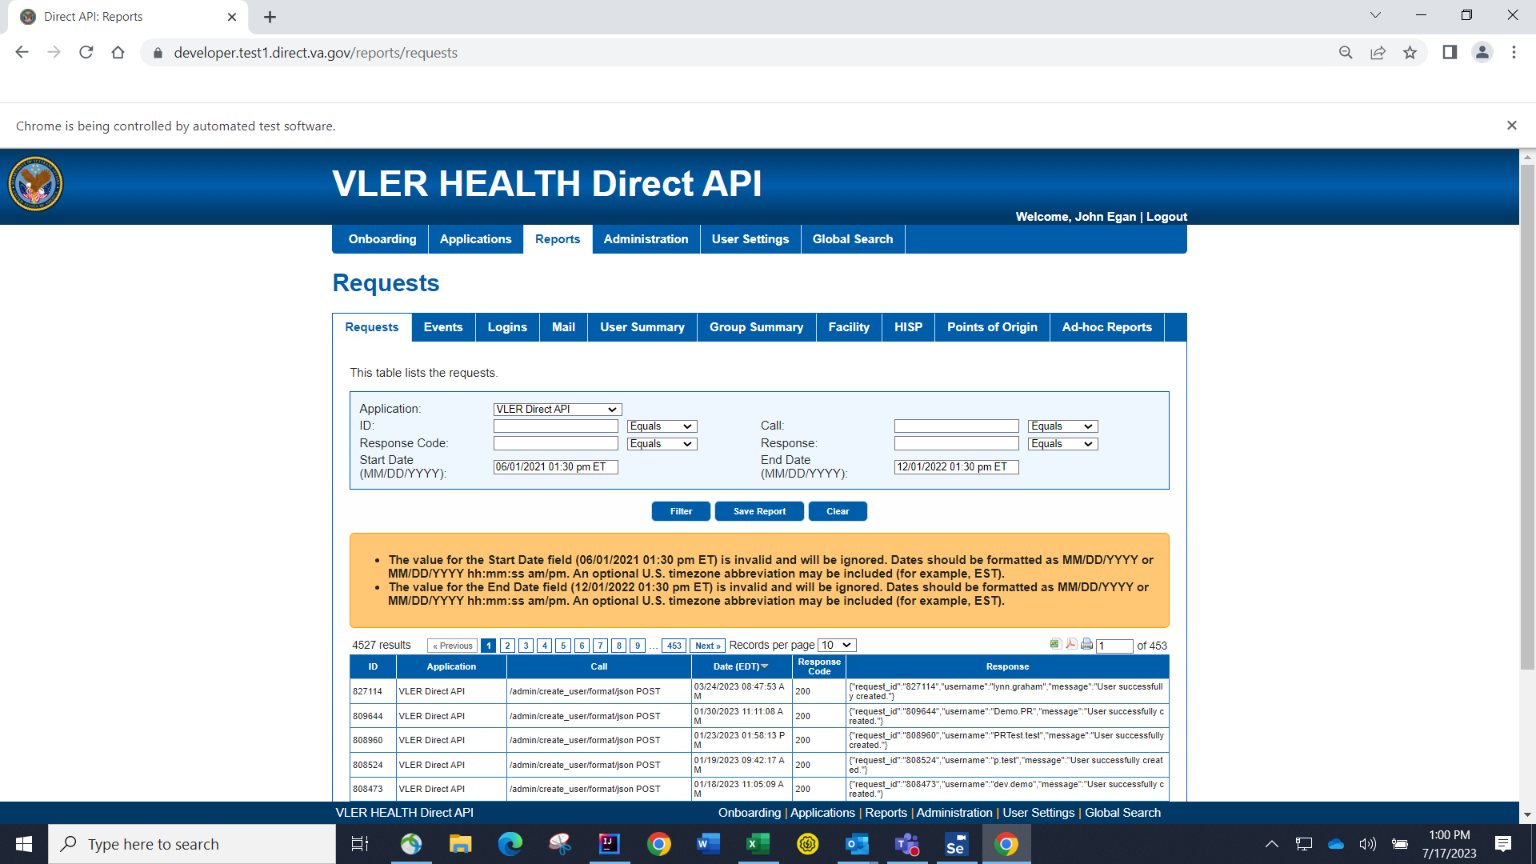 Direct API: Reports
developer.test1.direct.va.gov/reports/requests
Chrome is being controlled by automated test software.
VLER HEALTH Direct API
Welcome, John Egan | Logout
Onboarding Applications Reports Administration User Settings Global Search
Requests
Requests Events Logins Mail User Summary Group Summary Facility HISP Points of Origin Ad-hoc Reports
This table lists the requests.
Application: VLER Direct API
ID: Equals Call: Equals
Response Code: Equals Response: Equals
Start Date
(MM/DD/YYYY): 06/01/2021 01:30 pm ET
End Date
(MM/DD/YYYY): 12/01/2022 01:30 pm ET
Filter Save Report Clear
• The value for the Start Date field (06/01/2021 01:30 pm ET) is invalid and will be ignored. Dates should be formatted as MM/DD/YYYY or
MM/DD/YYYY hh:mm:ss am/pm. An optional U.S. timezone abbreviation may be included (for example, EST).
• The value for the End Date field (12/01/2022 01:30 pm ET) is invalid and will be ignored. Dates should be formatted as MM/DD/YYYY or
MM/DD/YYYY hh:mm:ss am/pm. An optional U.S. timezone abbreviation may be included (for example, EST).
4527 results « Previous 1 2 3 4 5 6 7 8 9 ... 453 Next » Records per page 10 1 of 453
ID Application Call Date (EDT) Response Code Response
827114 VLER Direct API /admin/create_user/format/json POST 03/24/2023 08:47:53 A 200 {"request_id":"827114","username":"lynn.graham","message":"User successfull
M y created."}
809644 VLER Direct API /admin/create_user/format/json POST 01/30/2023 11:11:08 A 200 {"request_id":"809644","username":"Demo.PR","message":"User successfully c
M reated."}
808960 VLER Direct API /admin/create_user/format/json POST 01/23/2023 01:58:13 P 200 {"request_id":"808960","username":"PRTest.test","message":"User successfully
M created."}
808524 VLER Direct API /admin/create_user/format/json POST 01/19/2023 09:42:17 A 200 {"request_id":"808524","username":"p.test","message":"User successfully creat
M ed."}
808473 VLER Direct API /admin/create_user/format/json POST 01/18/2023 11:05:09 A 200 {"request_id":"808473","username":"dev.demo","message":"User successfully c
M reated."}
VLER HEALTH Direct API Onboarding | Applications | Reports | Administration | User Settings | Global Search
Type here to search
1:00 PM
7/17/2023